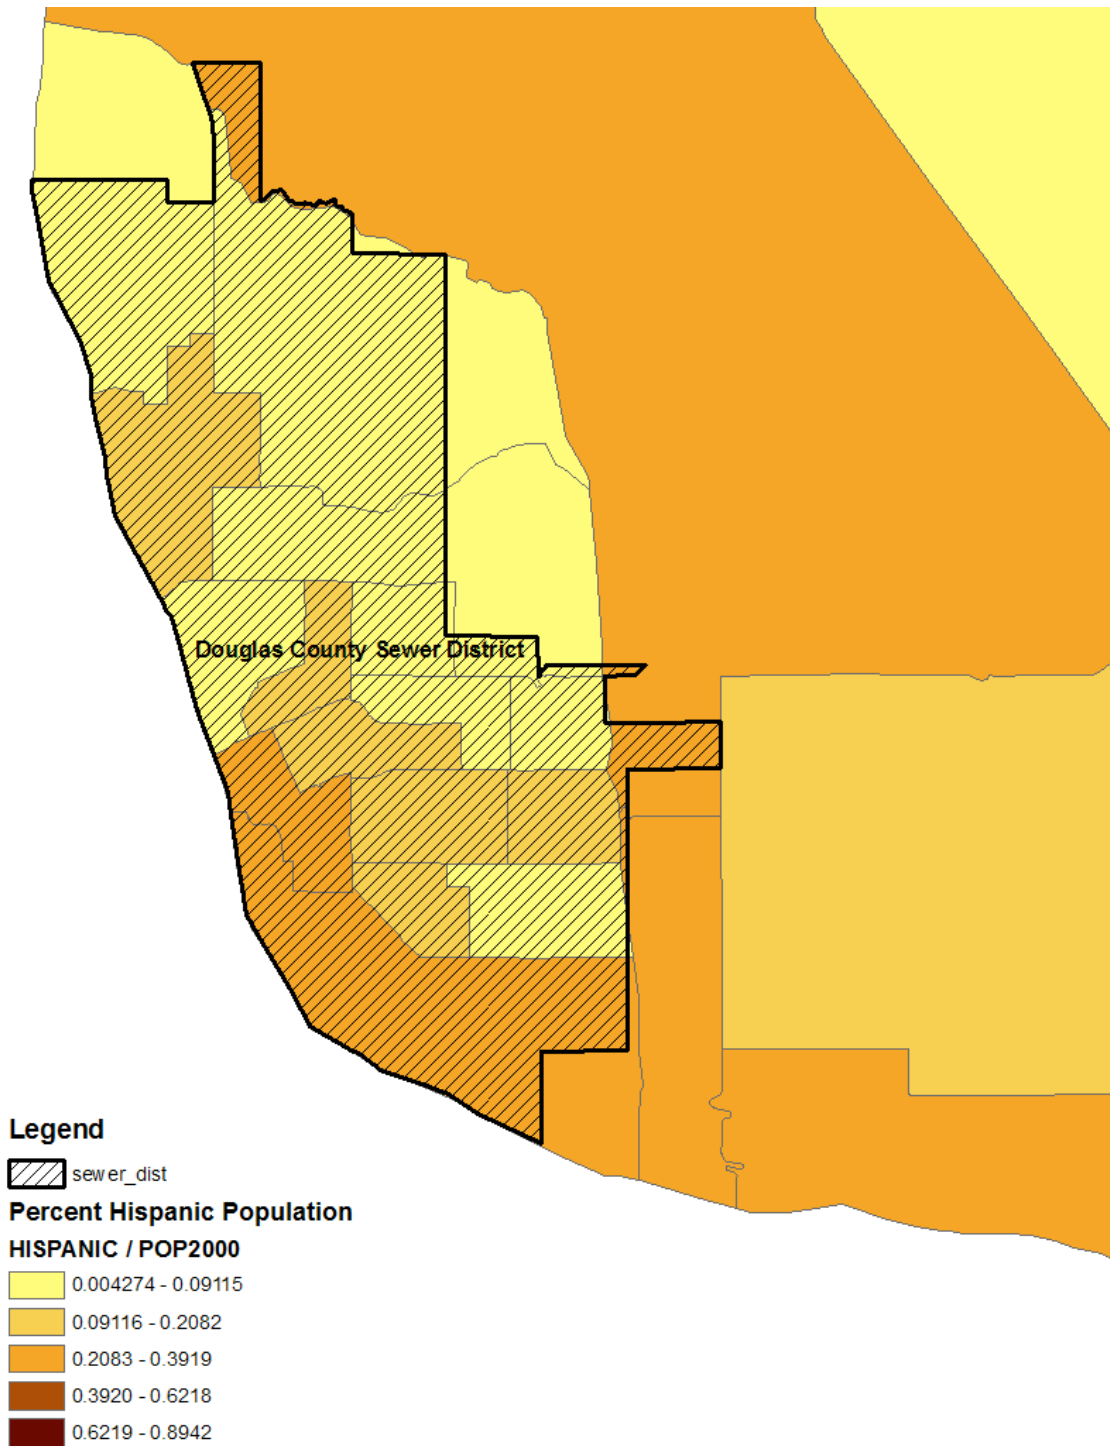 Douglas County Sewer District
Legend
sewer_dist
Percent Hispanic Population
HISPANIC / POP2000
0.004274 - 0.09115
0.09116 - 0.2082
0.2083 - 0.3919
0.3920 - 0.6218
0.6219 - 0.8942